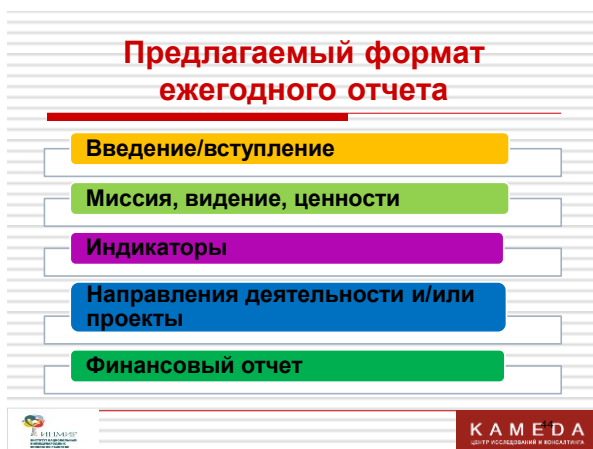 Предлагаемый формат
ежегодного отчета
Введение/вступление
Миссия, видение, ценности
Индикаторы
Направления деятельности и/или
проекты
Финансовый отчет
KAMEDA
ЦЕНТР ИССЛЕДОВАНИЙ И КОНСАЛТИНГА